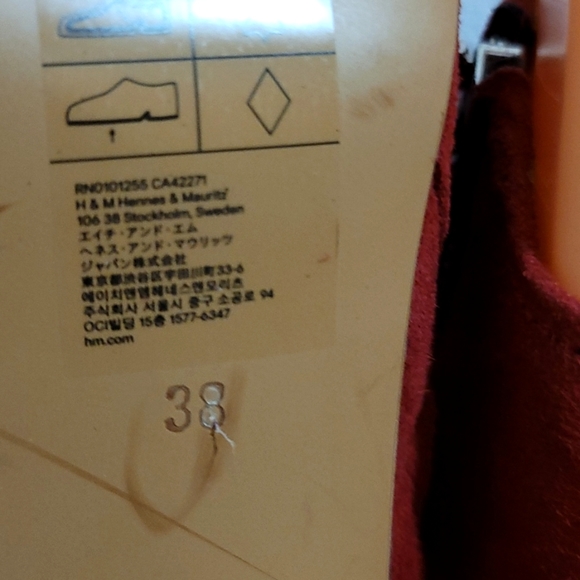 RN0101255 CA42271
H & M Hennes & Mauritz
106 38 Stockholm, Sweden
エイチ・アンド・エム
ヘネス・アンド・マウリッツ
ジャパン株式会社
東京都渋谷区宇田川町33-6
에이치앤엠헤네스앤모리츠
주식회사 서울시 중구 소공로 94
OCI빌딩 15층 1577-6347
hm.com
38